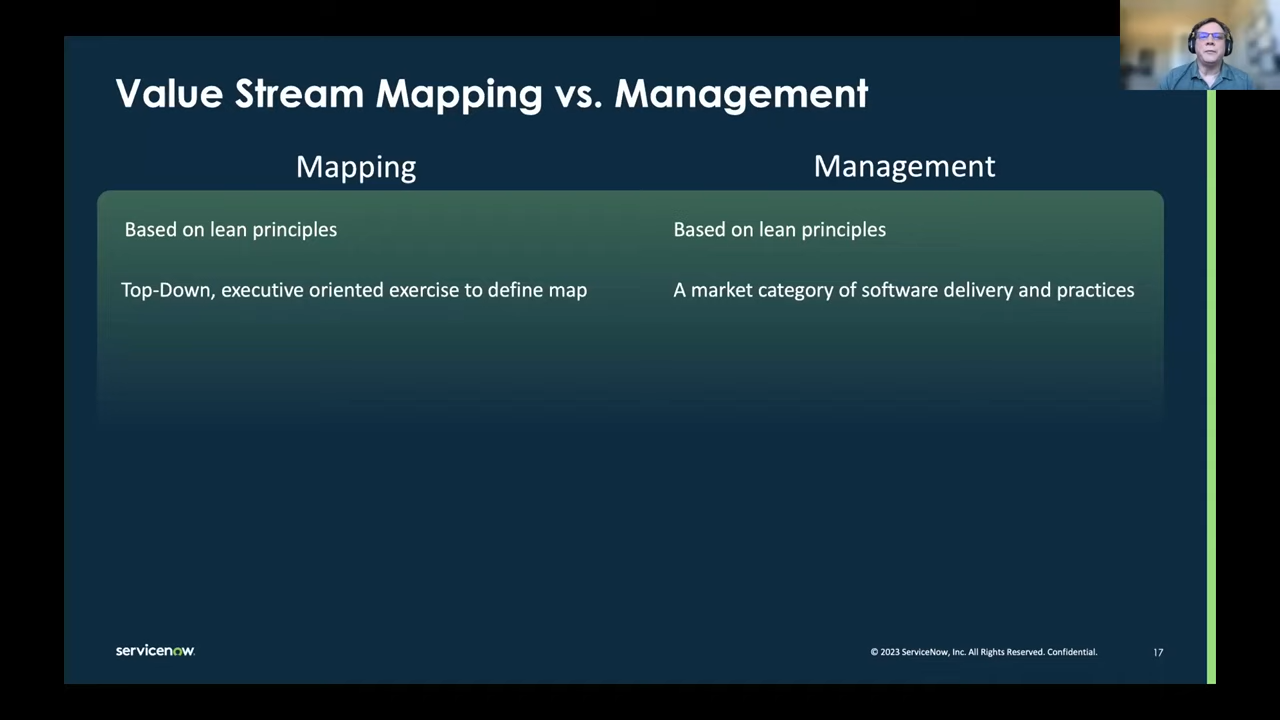 Value Stream Mapping vs. Management
Mapping
Management
Based on lean principles
Based on lean principles
Top-Down, executive oriented exercise to define map
A market category of software delivery and practices
servicenow
© 2023 ServiceNow, Inc. All Rights Reserved. Confidential.
17